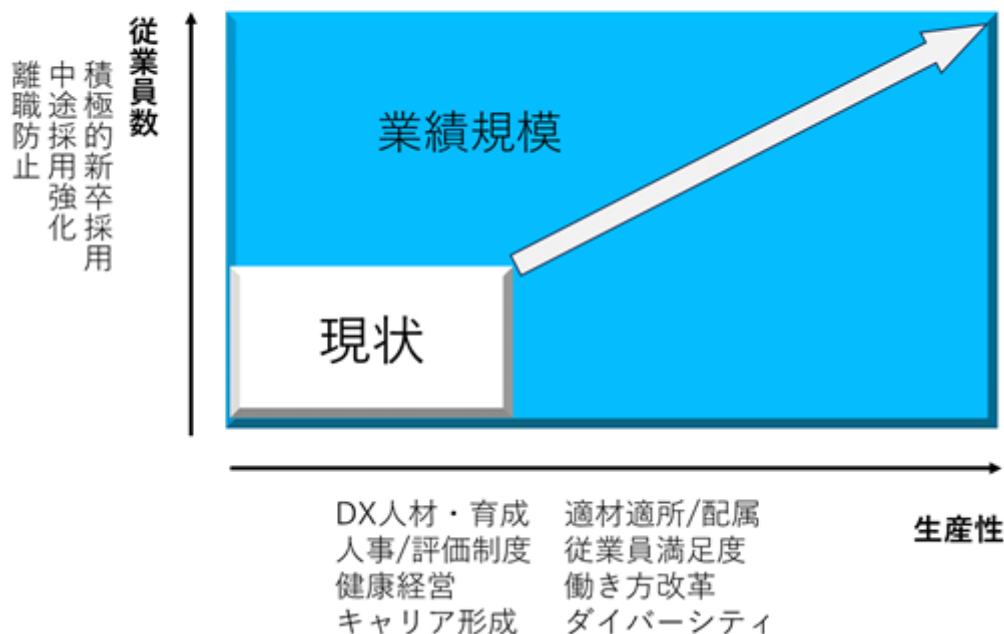 従業員数
積極的新卒採用
中途採用強化
離職防止
業績規模
現状
DX人材・育成 適材適所/配属
人事/評価制度 従業員満足度
健康経営 働き方改革
キャリア形成 ダイバーシティ
生産性